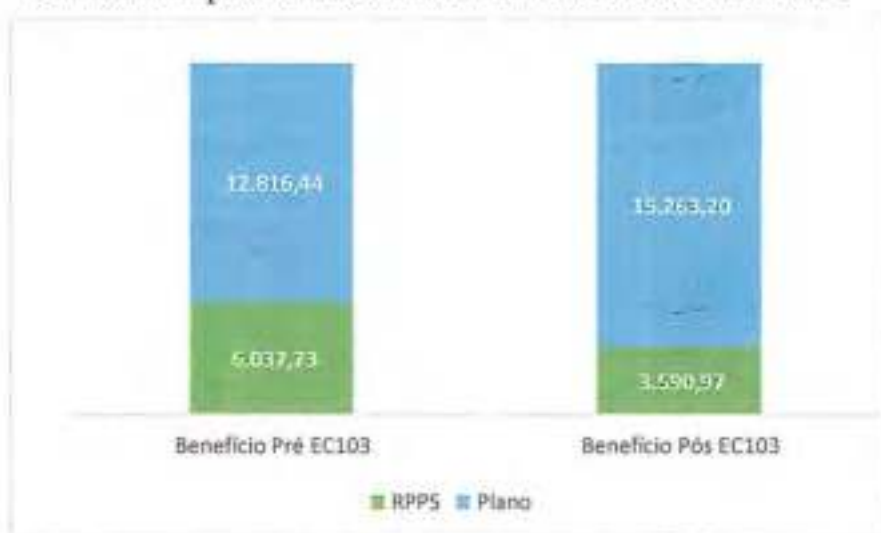 12.816,44
15.263,20
6.037,73
3.590,97
Benefício Pré EC103
Benefício Pós EC103
RPPS Plano